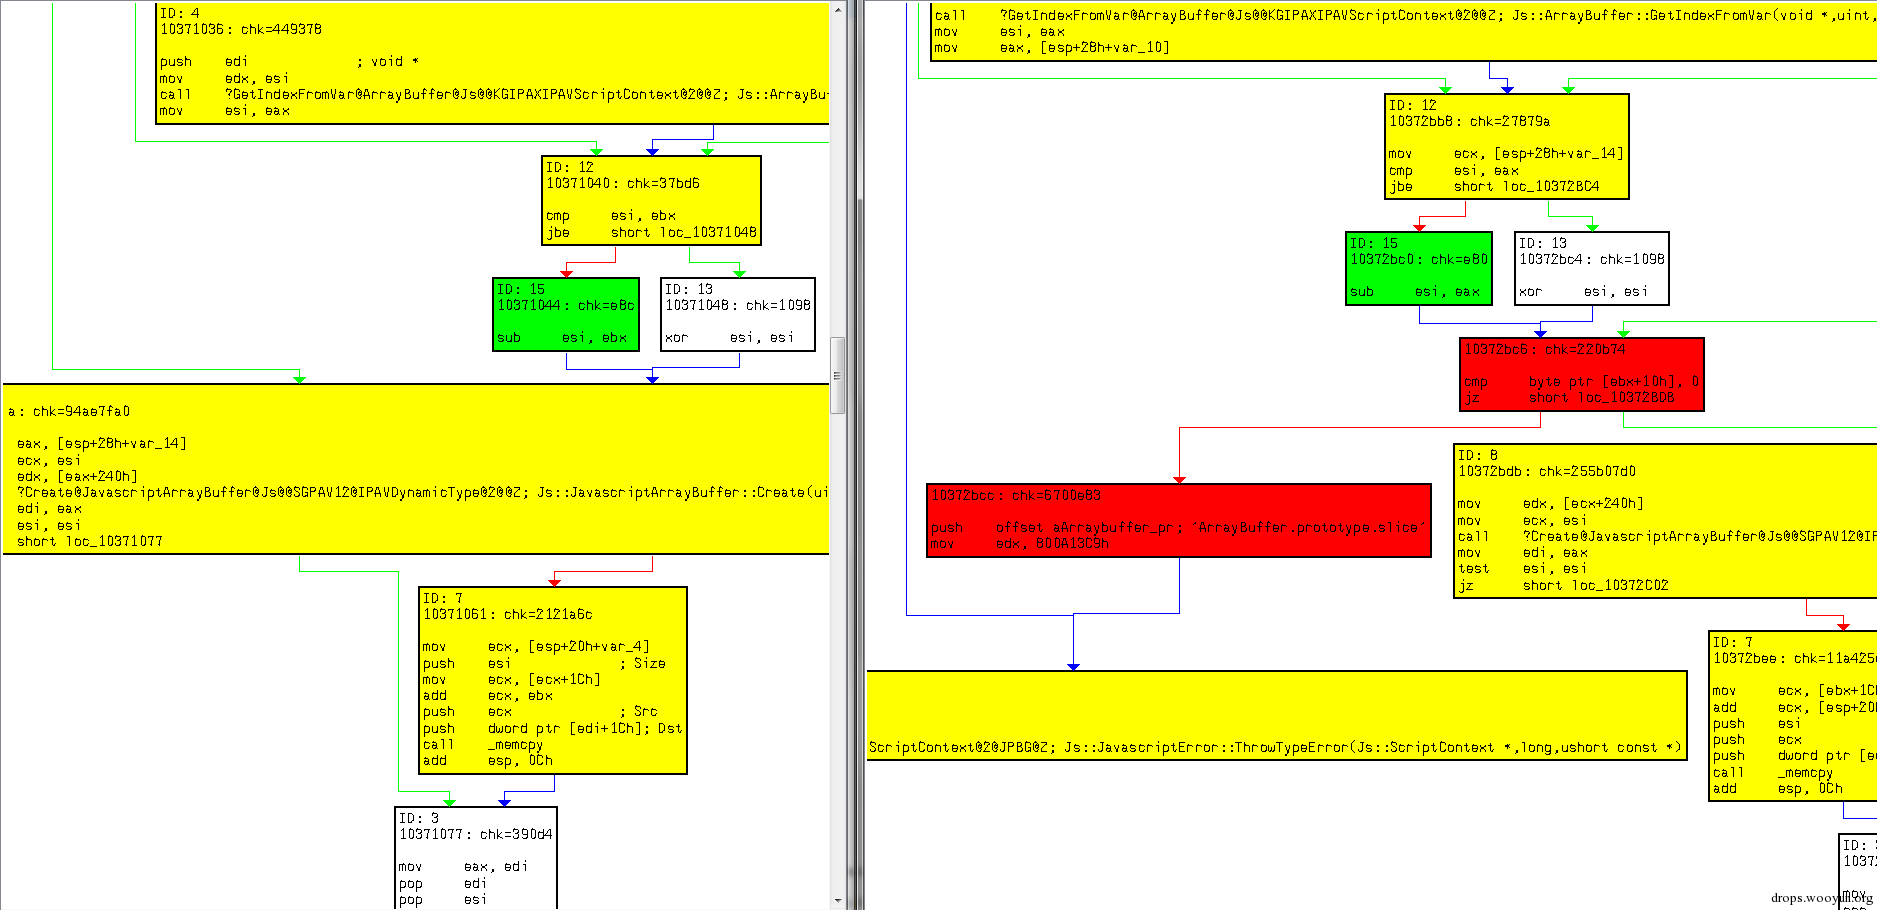 ID: 4
10371036: chk=449378
push edi ; void *
mov edx, esi
call ?GetIndexFromVar@ArrayBuffer@Js@@KGIPAXIPAVScriptContext@2@@Z; Js::ArrayBu
mov esi, eax
ID: 12
10371040: chk=37bd6
cmp esi, ebx
jbe short loc_10371048
ID: 15
10371044: chk=e8c
sub esi, ebx
ID: 13
10371048: chk=1098
xor esi, esi
a: chk=94ae7fa0
eax, [esp+28h+var_14]
ecx, esi
edx, [eax+240h]
?Create@JavascriptArrayBuffer@Js@@SGPAV12@IPAVDynamicType@2@@Z; Js::JavascriptArrayBuffer::Create(ui
edi, eax
esi, esi
short loc_10371077
ID: 7
10371061: chk=2121a6c
mov ecx, [esp+20h+var_4]
push esi ; Size
mov ecx, [ecx+1Ch]
add ecx, ebx
push ecx ; Src
push dword ptr [edi+1Ch]; Dst
call _memcpy
add esp, 0Ch
ID: 3
10371077: chk=390d4
mov eax, edi
pop edi
pop esi
call ?GetIndexFromVar@ArrayBuffer@Js@@KGIPAXIPAVScriptContext@2@@Z; Js::ArrayBuffer::GetIndexFromVar(void *,uint,
mov esi, eax
mov eax, [esp+28h+var_10]
ID: 12
10372bb8: chk=27879a
mov ecx, [esp+28h+var_14]
cmp esi, eax
jbe short loc_10372BC4
ID: 15
10372bc0: chk=e80
sub esi, eax
ID: 13
10372bc4: chk=1098
xor esi, esi
10372bc6: chk=220b74
cmp byte ptr [ebx+10h], 0
jz short loc_10372BDB
10372bcc: chk=6700e83
push offset aArraybuffer_pr; "ArrayBuffer.prototype.slice"
mov edx, 800A13C9h
ID: 8
10372bdb: chk=255b07d0
mov edx, [ecx+240h]
mov ecx, esi
call ?Create@JavascriptArrayBuffer@Js@@SGPAV12@IP
mov edi, eax
test esi, esi
jz short loc_10372C02
ScriptContext@2@JPBG@Z; Js::JavascriptError::ThrowTypeError(Js::ScriptContext *,long,ushort const *)
ID: 7
10372bee: chk=11a425
mov ecx, [ebx+1C
add ecx, [esp+20
push esi
push ecx
push dword ptr [e
call _memcpy
add esp, 0Ch
ID:
1037
mov
drops.wooyun.org